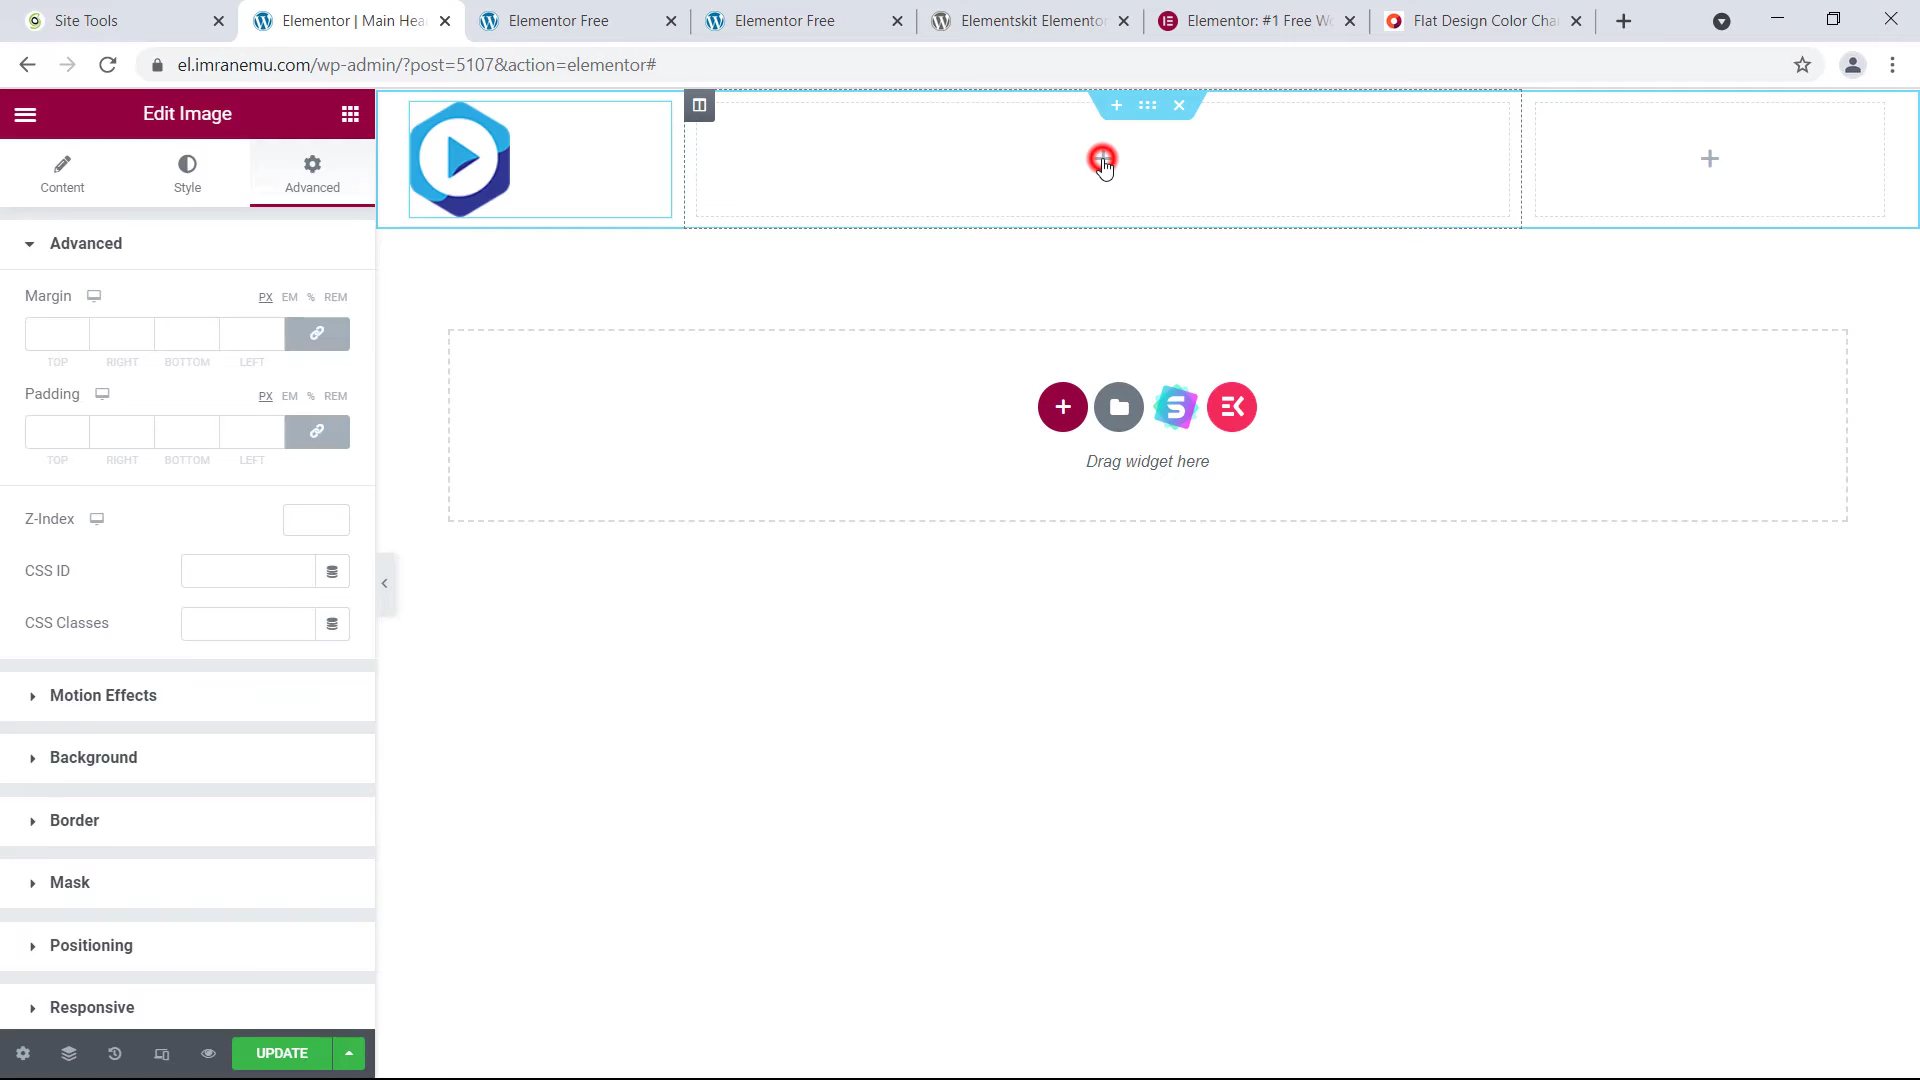 Site Tools
Elementor | Main Hea
Elementor Free
Elementor Free
Elementskit Elemento
Elementor: #1 Free Wo
Flat Design Color Cha
el.imranemu.com/wp-admin/?post=5107&action=elementor#
Edit Image
Content
Style
Advanced
Advanced
Margin
PX EM % REM
TOP RIGHT BOTTOM LEFT
Padding
PX EM % REM
TOP RIGHT BOTTOM LEFT
Z-Index
CSS ID
CSS Classes
Motion Effects
Background
Border
Mask
Positioning
Responsive
UPDATE
Drag widget here